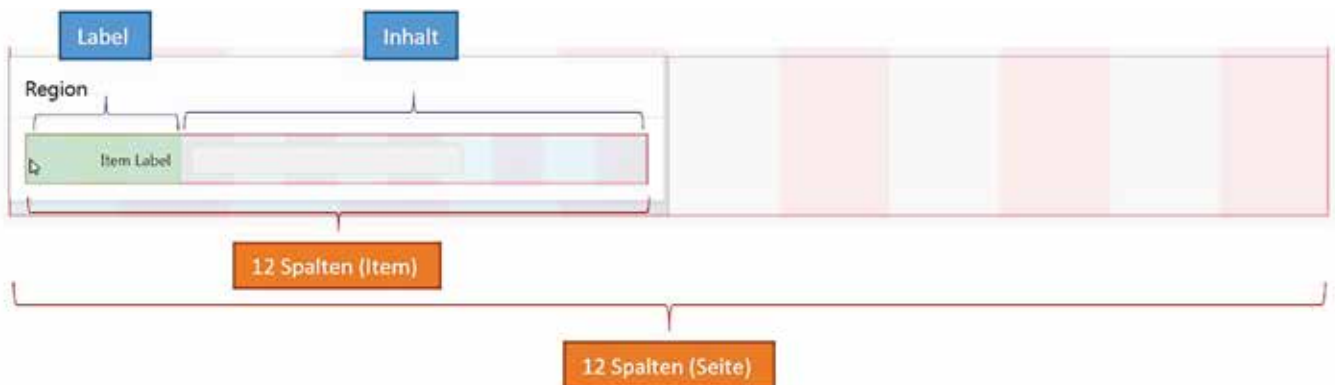 Label
Inhalt
Region
Item Label
12 Spalten (Item)
12 Spalten (Seite)